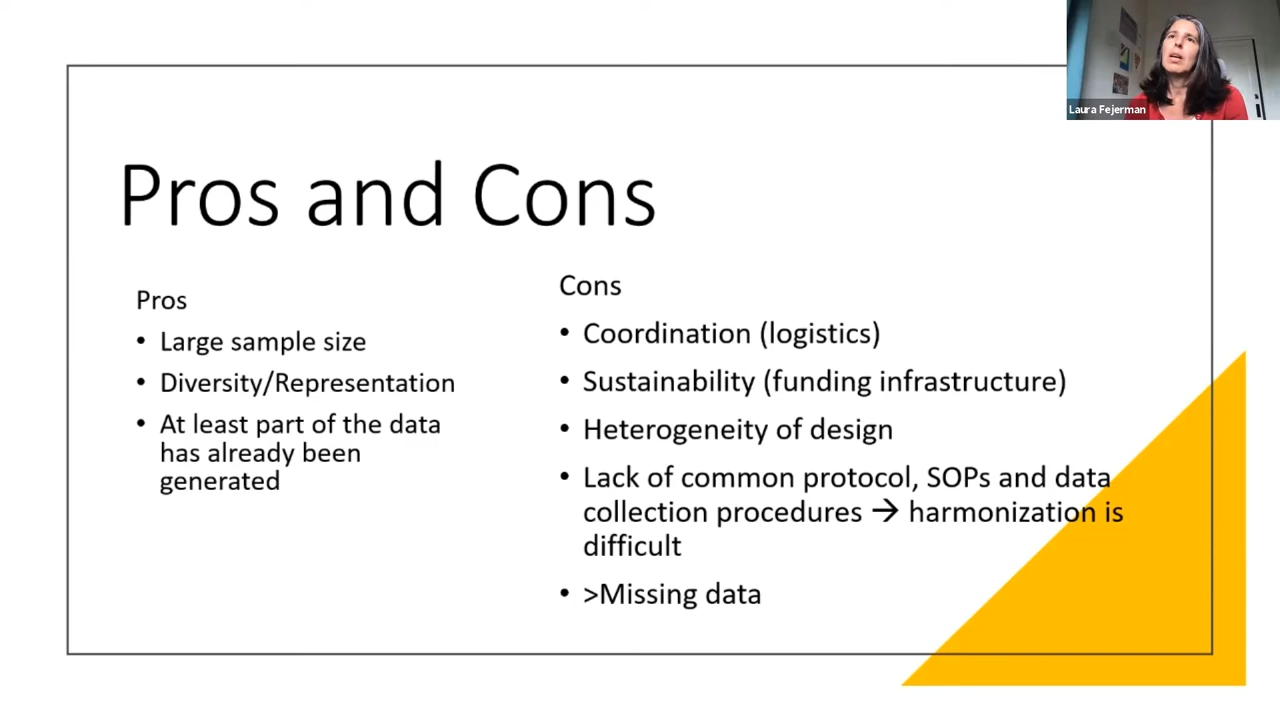 Laura Fejerman
Pros and Cons
Pros
• Large sample size
• Diversity/Representation
• At least part of the data
has already been
generated
Cons
• Coordination (logistics)
• Sustainability (funding infrastructure)
• Heterogeneity of design
• Lack of common protocol, SOPs and data
collection procedures → harmonization is
difficult
• >Missing data